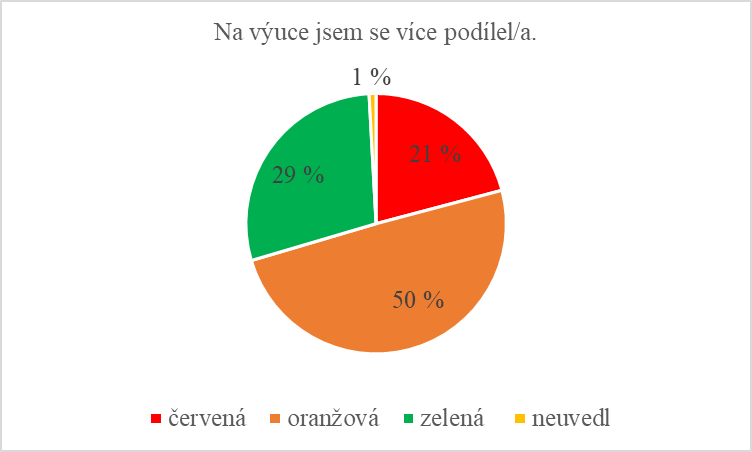 Na výuce jsem se více podílel/a.
1 %
21 %
29 %
50 %
červená oranžová zelená neuvedl